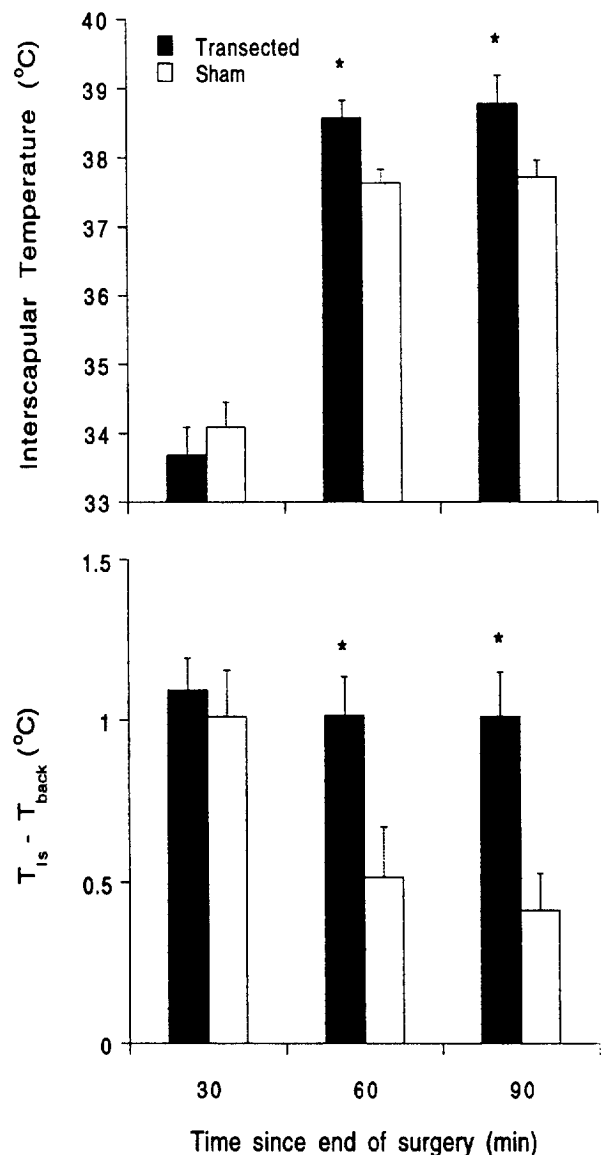 Interscapular Temperature (°C)
40
39
38
37
36
35
34
33
Transected
Sham
*
*
T_Is - T_back (°C)
1.5
1
0.5
0
*
*
30 60 90
Time since end of surgery (min)